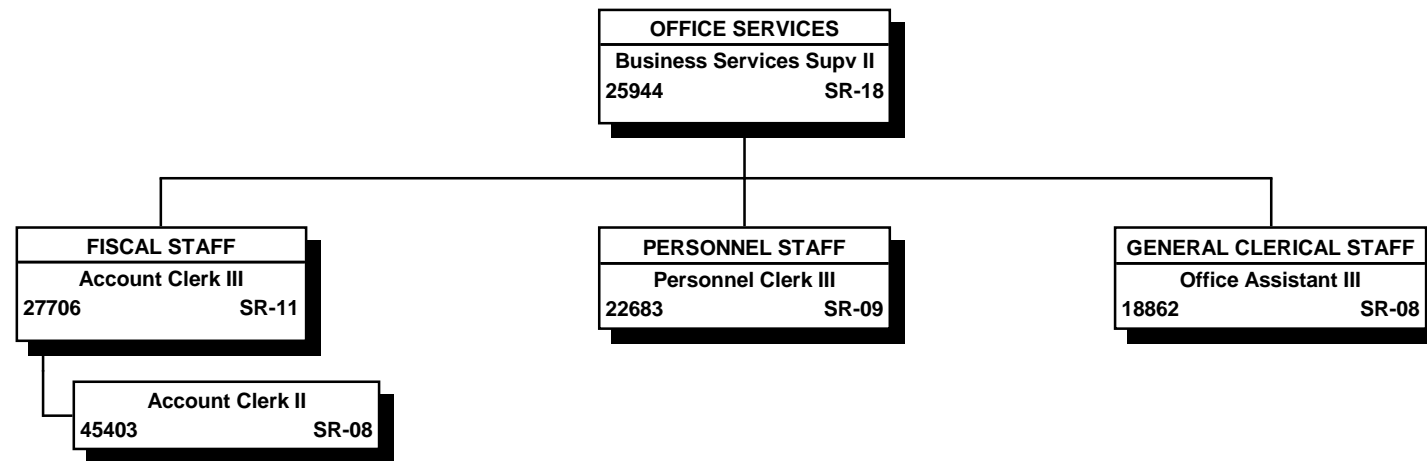 OFFICE SERVICES
Business Services Supv II
25944 SR-18
FISCAL STAFF
Account Clerk III
27706 SR-11
PERSONNEL STAFF
Personnel Clerk III
22683 SR-09
GENERAL CLERICAL STAFF
Office Assistant III
18862 SR-08
Account Clerk II
45403 SR-08